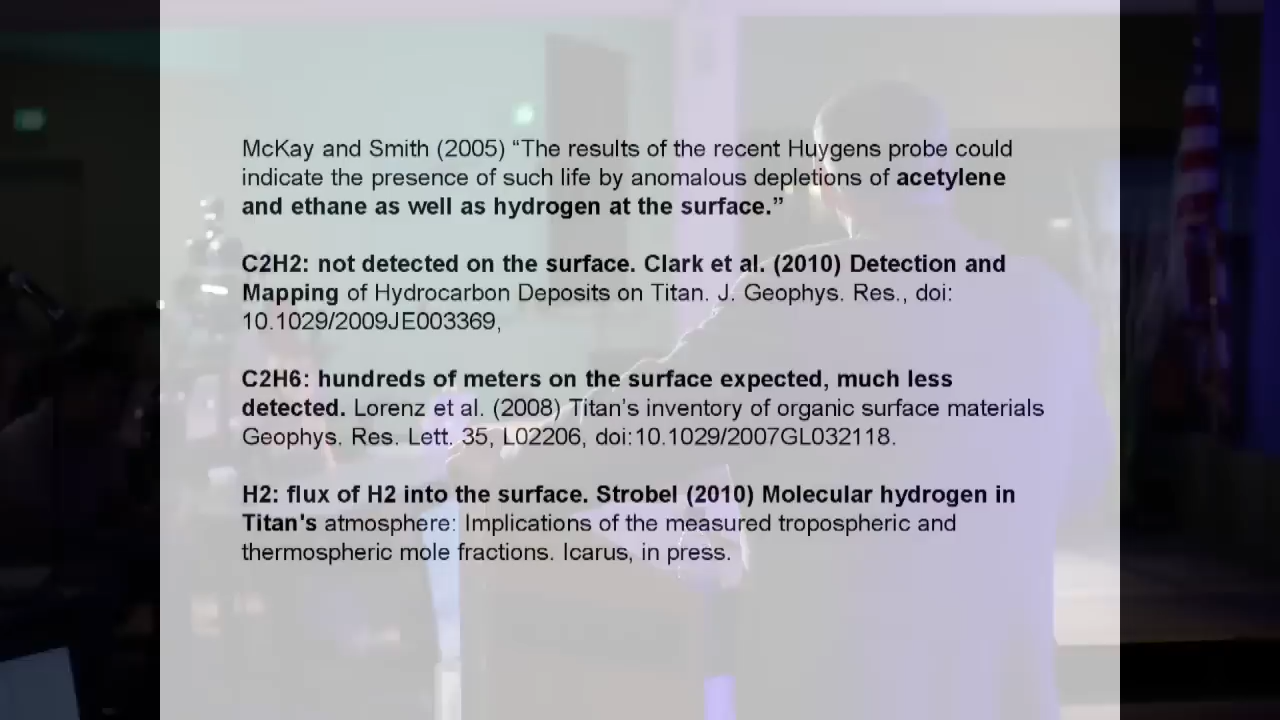 McKay and Smith (2005) “The results of the recent Huygens probe could
indicate the presence of such life by anomalous depletions of acetylene
and ethane as well as hydrogen at the surface.”
C2H2: not detected on the surface. Clark et al. (2010) Detection and
Mapping of Hydrocarbon Deposits on Titan. J. Geophys. Res., doi:
10.1029/2009JE003369,
C2H6: hundreds of meters on the surface expected, much less
detected. Lorenz et al. (2008) Titan’s inventory of organic surface materials
Geophys. Res. Lett. 35, L02206, doi:10.1029/2007GL032118.
H2: flux of H2 into the surface. Strobel (2010) Molecular hydrogen in
Titan's atmosphere: Implications of the measured tropospheric and
thermospheric mole fractions. Icarus, in press.